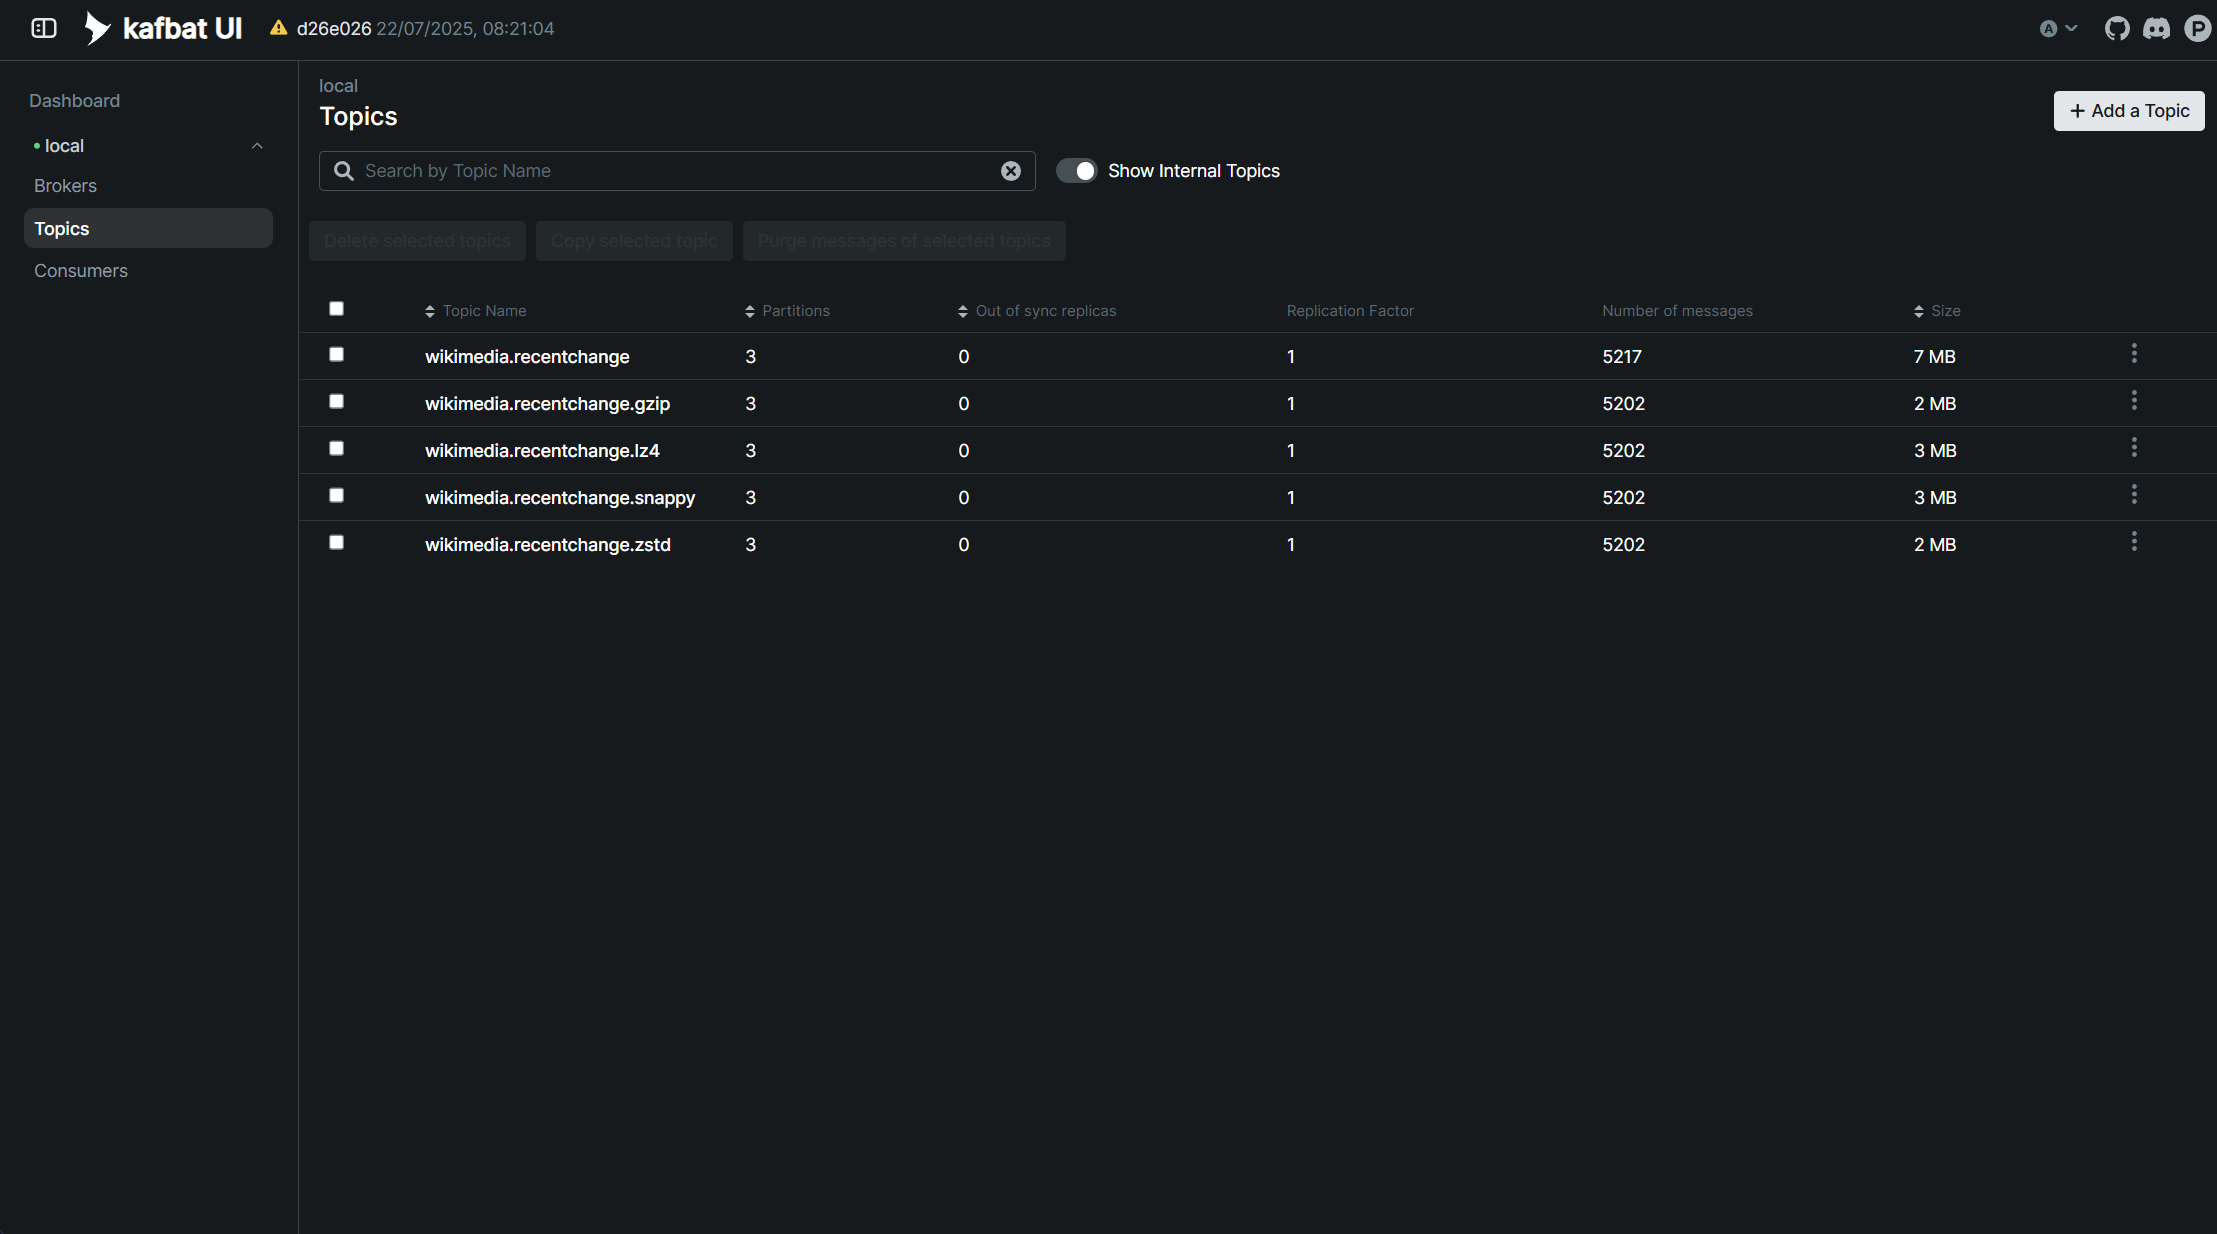 kafbat UI d26e026 22/07/2025, 08:21:04 A P
Dashboard
local
Brokers
Topics
Consumers
local
Topics
Add a Topic
Search by Topic Name Show Internal Topics
Delete selected topics Copy selected topic Purge messages of selected topics
Topic Name Partitions Out of sync replicas Replication Factor Number of messages Size
wikimedia.recentchange 3 0 1 5217 7 MB
wikimedia.recentchange.gzip 3 0 1 5202 2 MB
wikimedia.recentchange.lz4 3 0 1 5202 3 MB
wikimedia.recentchange.snappy 3 0 1 5202 3 MB
wikimedia.recentchange.zstd 3 0 1 5202 2 MB